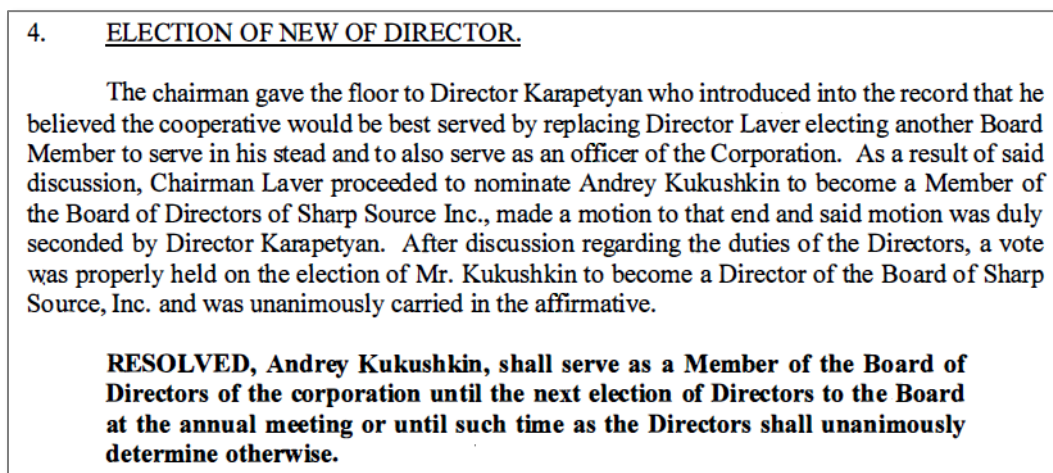 4. ELECTION OF NEW OF DIRECTOR.
The chairman gave the floor to Director Karapetyan who introduced into the record that he
believed the cooperative would be best served by replacing Director Laver electing another Board
Member to serve in his stead and to also serve as an officer of the Corporation. As a result of said
discussion, Chairman Laver proceeded to nominate Andrey Kukushkin to become a Member of
the Board of Directors of Sharp Source Inc., made a motion to that end and said motion was duly
seconded by Director Karapetyan. After discussion regarding the duties of the Directors, a vote
was properly held on the election of Mr. Kukushkin to become a Director of the Board of Sharp
Source, Inc. and was unanimously carried in the affirmative.
RESOLVED, Andrey Kukushkin, shall serve as a Member of the Board of
Directors of the corporation until the next election of Directors to the Board
at the annual meeting or until such time as the Directors shall unanimously
determine otherwise.